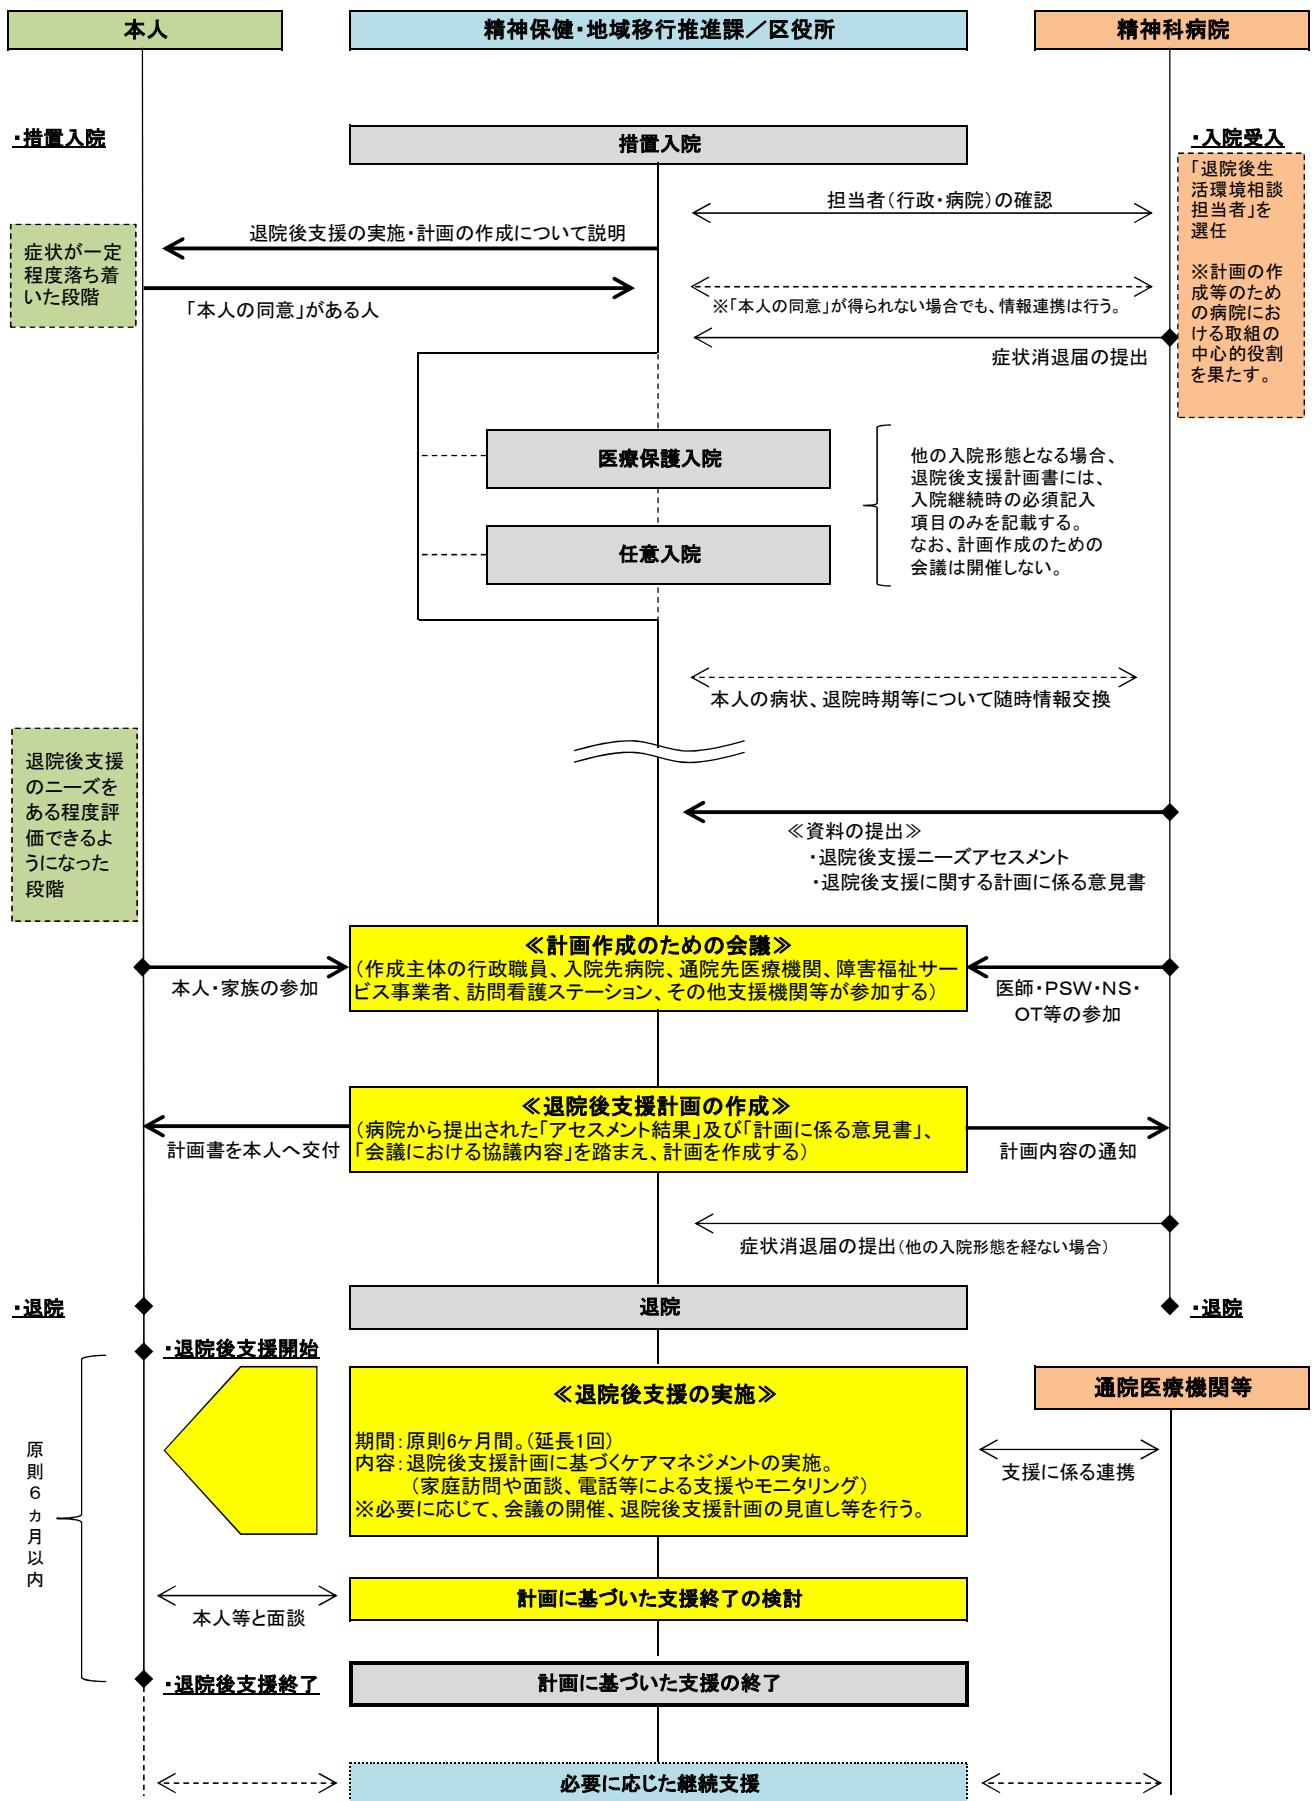 本人
精神保健・地域移行推進課／区役所
精神科病院
・措置入院
措置入院
・入院受入
「退院後生
活環境相談
担当者」を
選任
※計画の作
成等のため
の病院にお
ける取組の
中心的役割
を果たす。
担当者（行政・病院）の確認
退院後支援の実施・計画の作成について説明
症状が一定
程度落ち着
いた段階
「本人の同意」がある人
※「本人の同意」が得られない場合でも、情報連携は行う。
症状消退届の提出
医療保護入院
任意入院
他の入院形態となる場合、
退院後支援計画書には、
入院継続時の必須記入
項目のみを記載する。
なお、計画作成のための
会議は開催しない。
本人の病状、退院時期等について随時情報交換
退院後支援
のニーズを
ある程度評
価できるよ
うになった
段階
≪資料の提出≫
・退院後支援ニーズアセスメント
・退院後支援に関する計画に係る意見書
≪計画作成のための会議≫
（作成主体の行政職員、入院先病院、通院先医療機関、障害福祉サー
ビス事業者、訪問看護ステーション、その他支援機関等が参加する）
本人・家族の参加
医師・PSW・NS・
OT等の参加
≪退院後支援計画の作成≫
（病院から提出された「アセスメント結果」及び「計画に係る意見書」、
「会議における協議内容」を踏まえ、計画を作成する）
計画書を本人へ交付
計画内容の通知
症状消退届の提出（他の入院形態を経ない場合）
・退院
退院
・退院
・退院後支援開始
≪退院後支援の実施≫
期間：原則6ヶ月間。（延長1回）
内容：退院後支援計画に基づくケアマネジメントの実施。
（家庭訪問や面談、電話等による支援やモニタリング）
※必要に応じて、会議の開催、退院後支援計画の見直し等を行う。
通院医療機関等
支援に係る連携
原則６ヵ月以内
計画に基づいた支援終了の検討
本人等と面談
・退院後支援終了
計画に基づいた支援の終了
必要に応じた継続支援